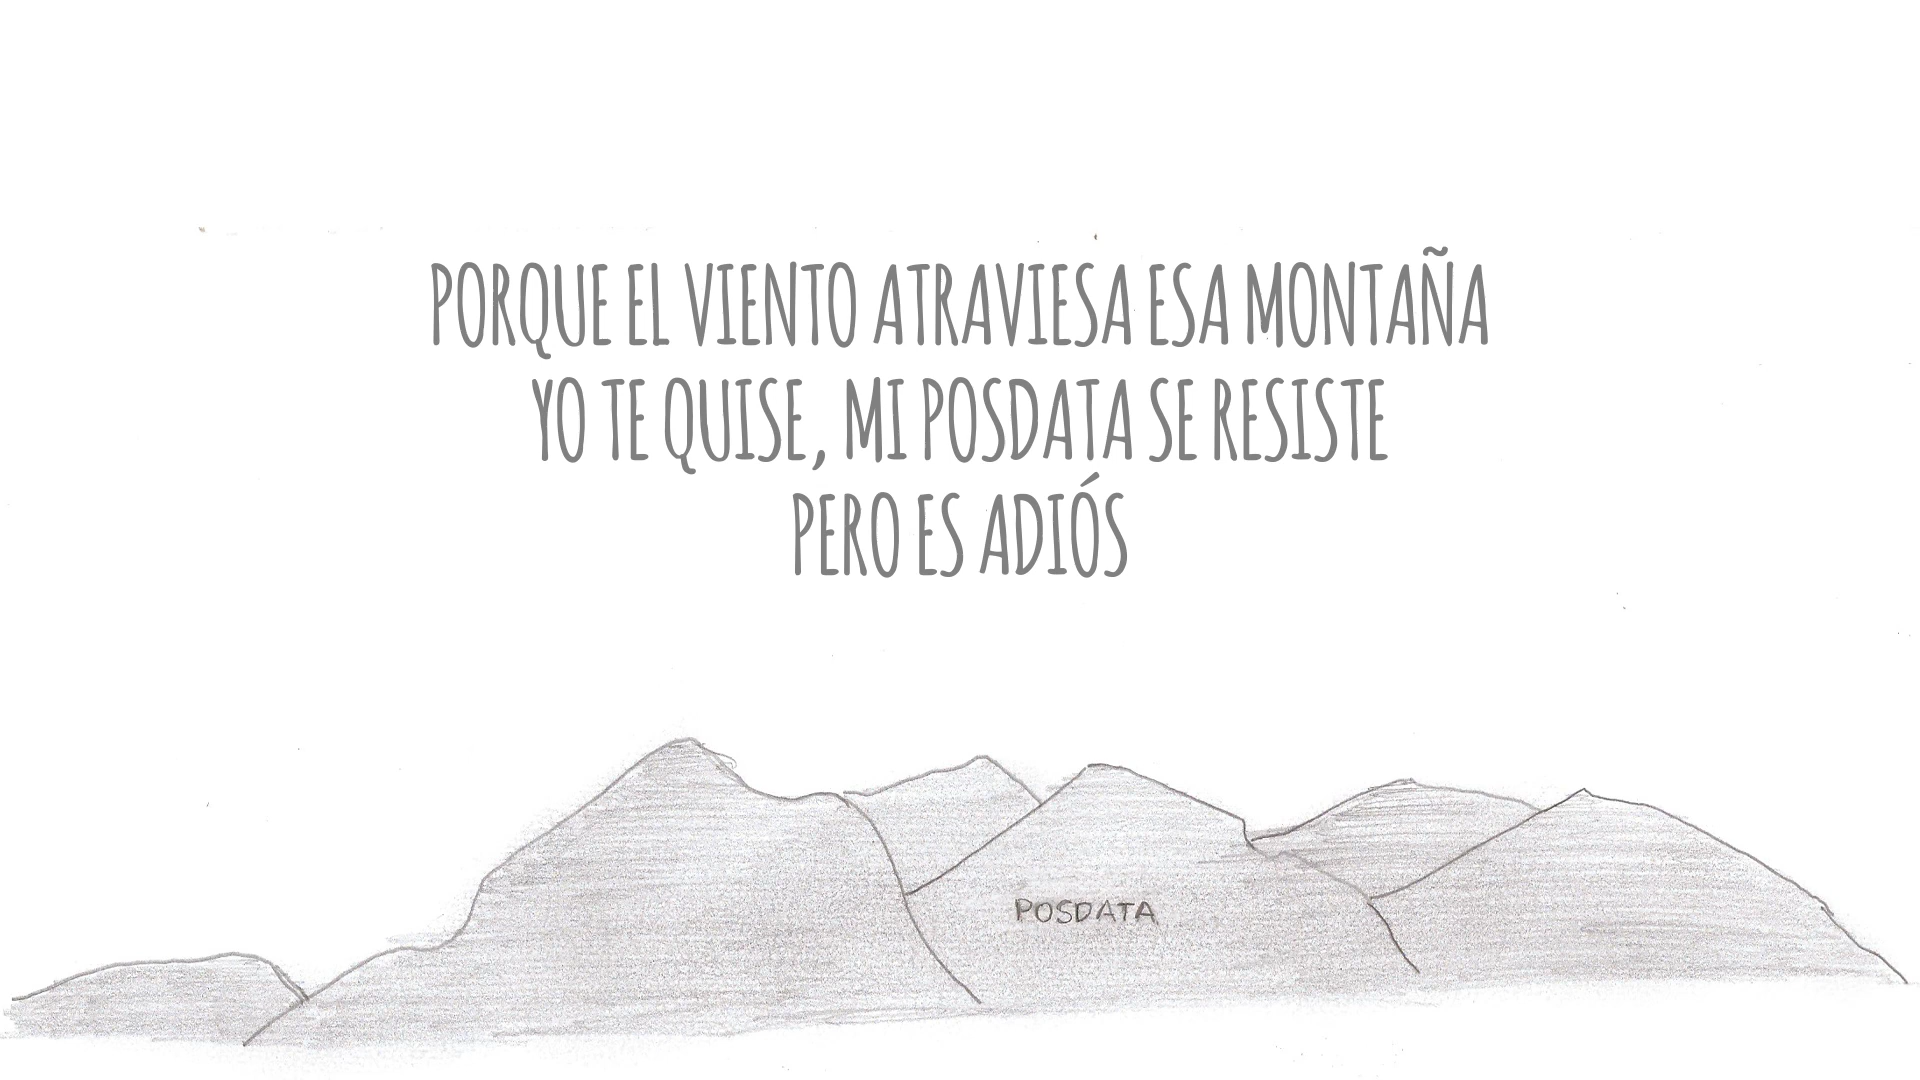 PORQUE EL VIENTO ATRAVIESA ESA MONTAÑA
YO TE QUISE, MI POSDATA SE RESISTE
PERO ES ADIÓS
POSDATA